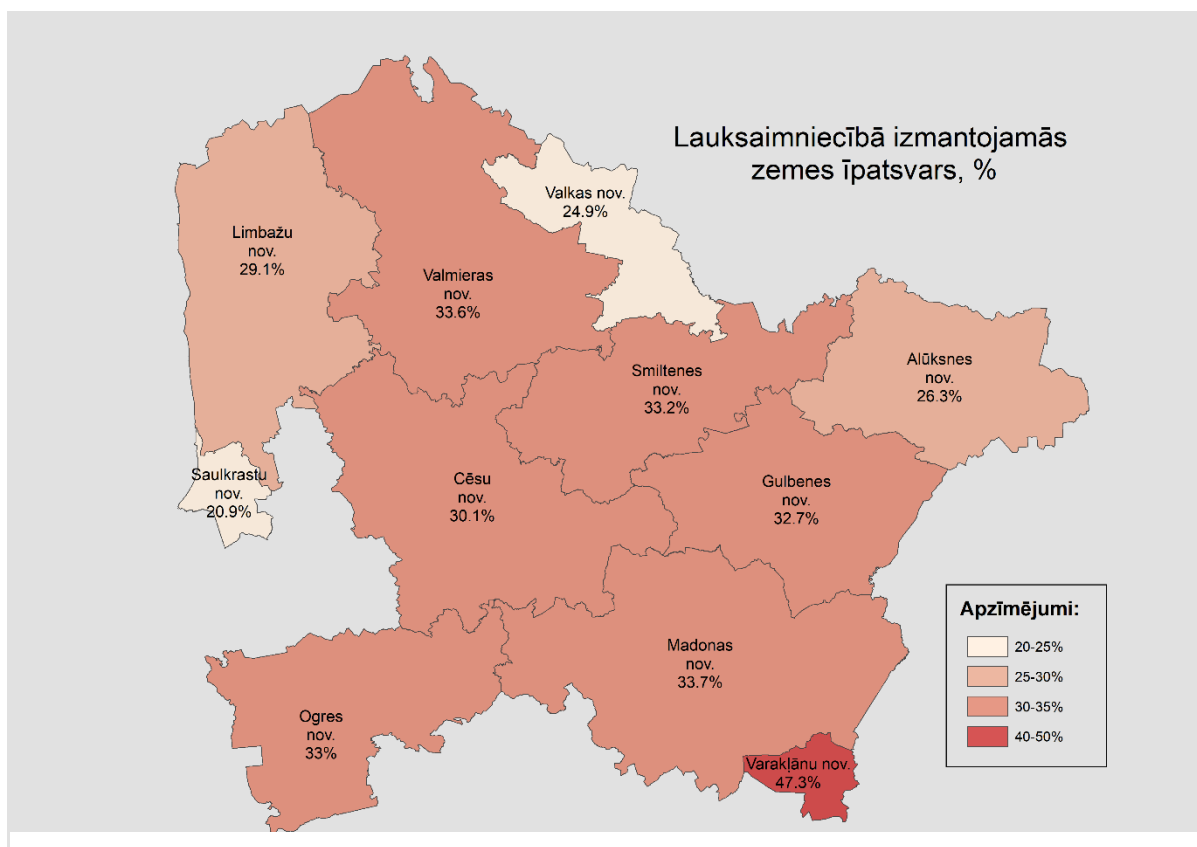 Lauksaimniecībā izmantojamās
zemes īpatsvars, %
Valkas nov.
24.9%
Limbažu
nov.
29.1%
Valmieras
nov.
33.6%
Smiltenes
nov.
33.2%
Alūksnes
nov.
26.3%
Saulkrastu
nov.
20.9%
Cēsu
nov.
30.1%
Gulbenes
nov.
32.7%
Madonas
nov.
33.7%
Ogres
nov.
33%
Varakļānu nov.
47.3%
Apzīmējumi:
20-25%
25-30%
30-35%
40-50%